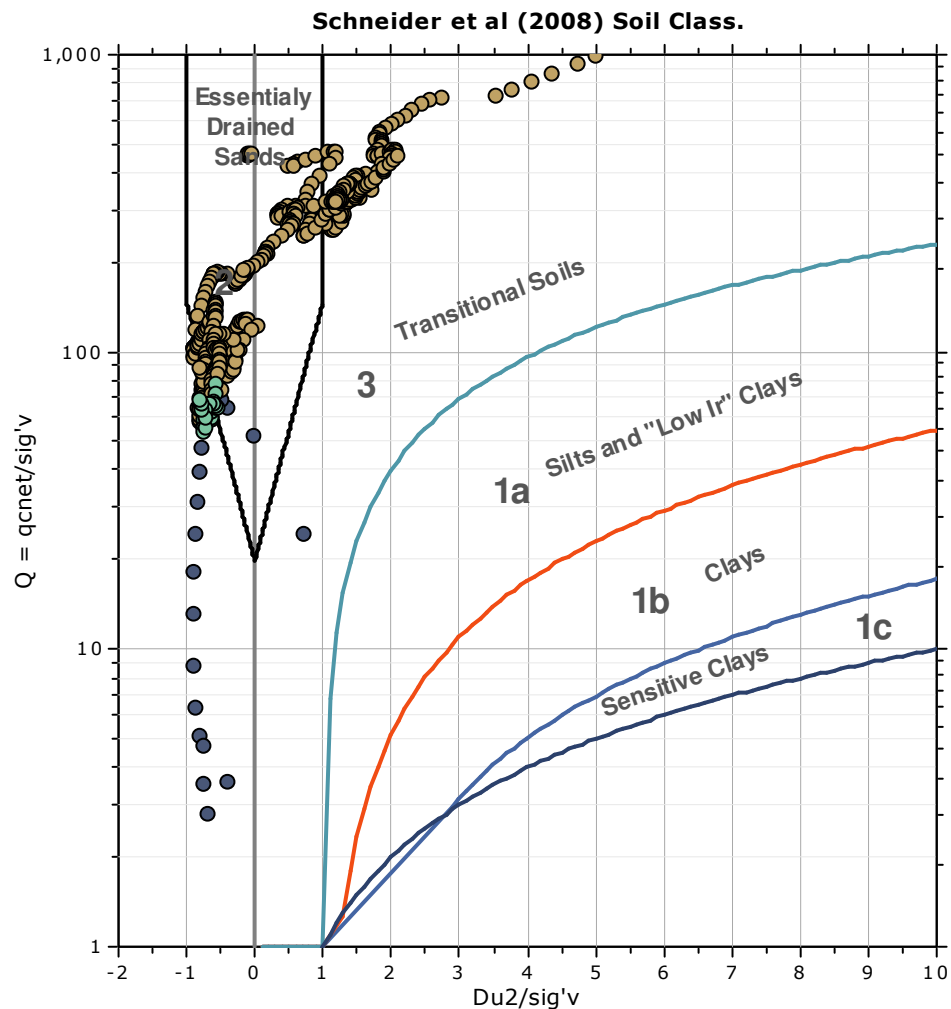 Schneider et al (2008) Soil Class.
1,000
Essentialy
Drained
Sands
2
100
10
1
Q = qcnet/sig'v
Transitional Soils
3
Silts and "Low Ir" Clays
1a
Clays
1b
1c
Sensitive Clays
-2 -1 0 1 2 3 4 5 6 7 8 9 10
Du2/sig'v